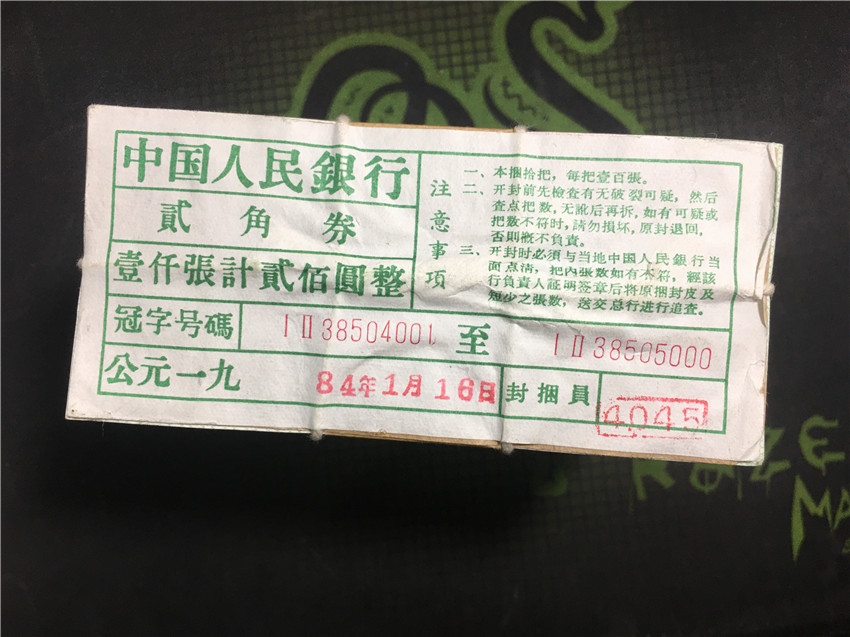 中国人民銀行
貳角券
壹仟張計貳佰圓整
注意事項
一、本捆拾把，每把壹百張。
二、开封前先檢查有无破裂可疑，然后
查点把数，无訛后再拆，如有可疑或
把数不符时，請勿損坏，原封退回，
否則概不負責。
三、开封时必須与当地中国人民銀行当
面点清，把內張数如有不符，經該
行負責人証明签章后将原捆封皮及
短少之張数，送交总行进行追查。
冠字号碼 IⅡ38504001 至 IⅡ38505000
公元一九84年1月16日 封捆員 4045
RAZE
MA